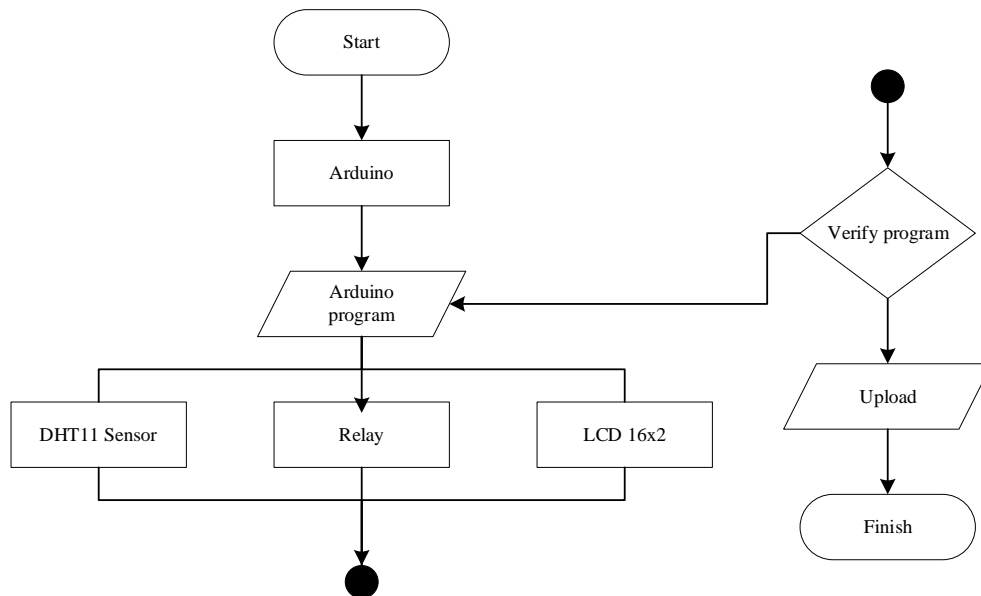 Start
Arduino
Arduino
program
DHT11 Sensor
Relay
LCD 16x2
Verify program
Upload
Finish